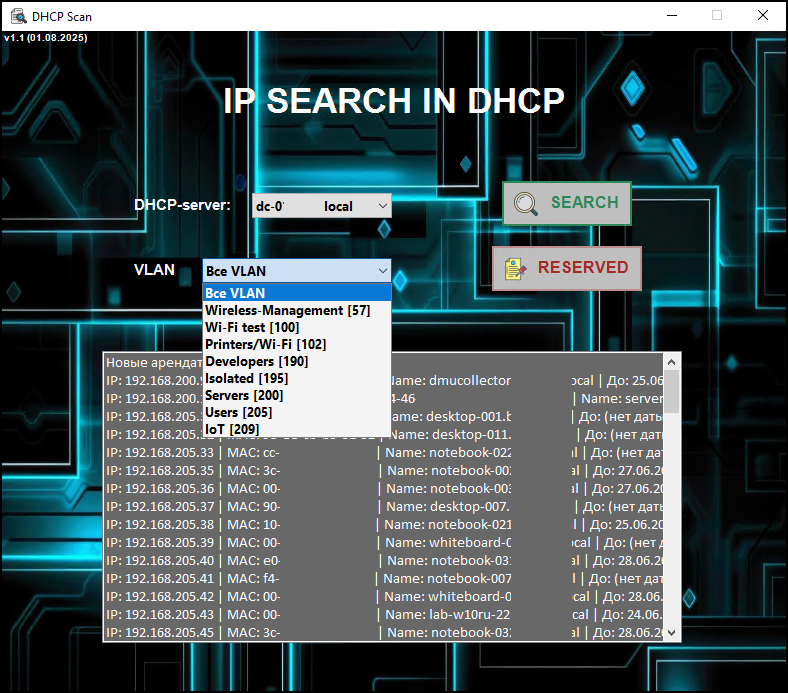 DHCP Scan
v1.1 (01.08.2025)
IP SEARCH IN DHCP
DHCP-server:
dc-0
local
SEARCH
VLAN
Все VLAN
RESERVED
Все VLAN
Wireless-Management [57]
Wi-Fi test [100]
Printers/Wi-Fi [102]
Developers [190]
Isolated [195]
Servers [200]
Users [205]
IoT [209]
Новые
IP: 192.168.200. Name: dmucollector ocal | До: 25.06
IP: 192.168.200. 4-46 | Name: server
IP: 192.168.205. ame: desktop-001.b | До: (нет даты
IP: 192.168.205. | Name: desktop-011. | До: (нет дать
IP: 192.168.205.33 | MAC: cc- | Name: notebook-022 al | До: (нет дат
IP: 192.168.205.35 | MAC: 3c- | Name: notebook-002 al | До: 27.06.20
IP: 192.168.205.36 | MAC: 00- | Name: notebook-003 al | До: 27.06.20
IP: 192.168.205.37 | MAC: 90- | Name: desktop-007. | До: (нет даты
IP: 192.168.205.38 | MAC: 10- | Name: notebook-021 al | До: 25.06.20
IP: 192.168.205.39 | MAC: 00- | Name: whiteboard-0 ocal | До: (нет д
IP: 192.168.205.40 | MAC: e0- | Name: notebook-031 al | До: 28.06.20
IP: 192.168.205.41 | MAC: f4- | Name: notebook-007 l | До: (нет дат
IP: 192.168.205.42 | MAC: 00- | Name: whiteboard-0 ocal | До: 28.06
IP: 192.168.205.43 | MAC: 00- | Name: lab-w10ru-22 cal | До: 24.06.
IP: 192.168.205.45 | MAC: 3c- | Name: notebook-032 al | До: 28.06.20